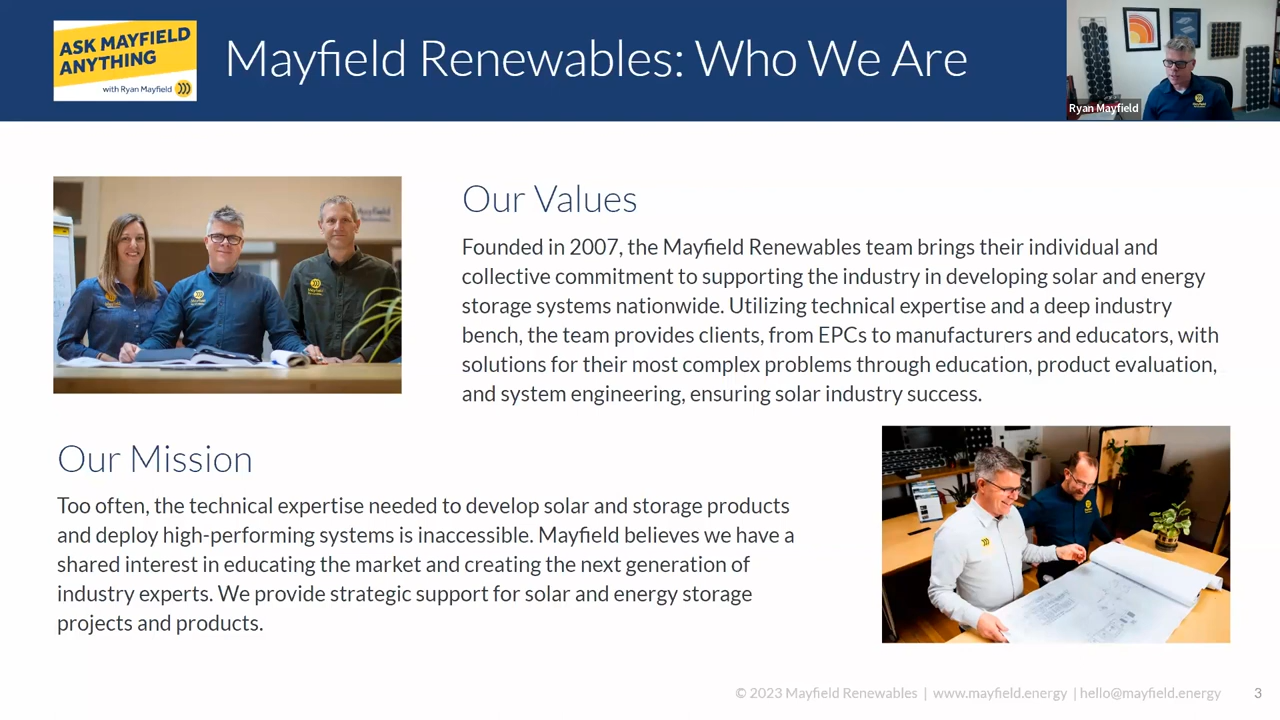 ASK MAYFIELD
ANYTHING
with Ryan Mayfield
Mayfield Renewables: Who We Are
Ryan Mayfield
Our Values
Founded in 2007, the Mayfield Renewables team brings their individual and
collective commitment to supporting the industry in developing solar and energy
storage systems nationwide. Utilizing technical expertise and a deep industry
bench, the team provides clients, from EPCs to manufacturers and educators, with
solutions for their most complex problems through education, product evaluation,
and system engineering, ensuring solar industry success.
Our Mission
Too often, the technical expertise needed to develop solar and storage products
and deploy high-performing systems is inaccessible. Mayfield believes we have a
shared interest in educating the market and creating the next generation of
industry experts. We provide strategic support for solar and energy storage
projects and products.
© 2023 Mayfield Renewables | www.mayfield.energy | hello@mayfield.energy 3